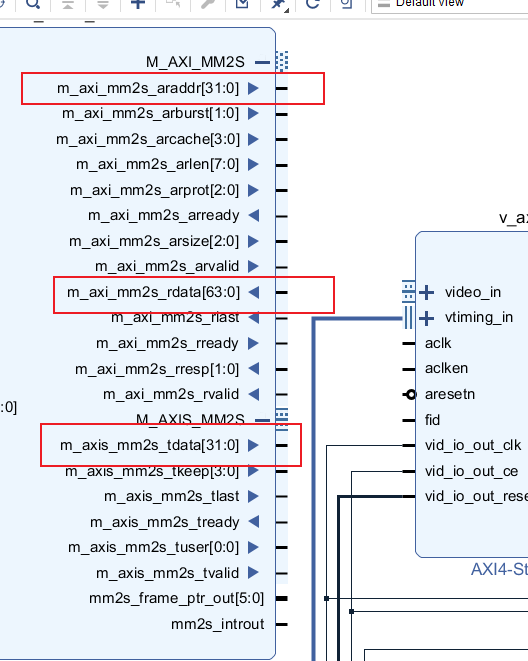 Default view
M_AXI_MM2S
m_axi_mm2s_araddr[31:0]
m_axi_mm2s_arburst[1:0]
m_axi_mm2s_arcache[3:0]
m_axi_mm2s_arlen[7:0]
m_axi_mm2s_arprot[2:0]
m_axi_mm2s_arready
m_axi_mm2s_arsize[2:0]
m_axi_mm2s_arvalid
m_axi_mm2s_rdata[63:0]
m_axi_mm2s_rlast
m_axi_mm2s_rready
m_axi_mm2s_rresp[1:0]
m_axi_mm2s_rvalid
:0]
M_AXIS_MM2S
m_axis_mm2s_tdata[31:0]
m_axis_mm2s_tkeep[3:0]
m_axis_mm2s_tlast
m_axis_mm2s_tready
m_axis_mm2s_tuser[0:0]
m_axis_mm2s_tvalid
mm2s_frame_ptr_out[5:0]
mm2s_introut
v_a
video_in
vtiming_in
aclk
aclken
aresetn
fid
vid_io_out_clk
vid_io_out_ce
vid_io_out_rese
AXI4-St